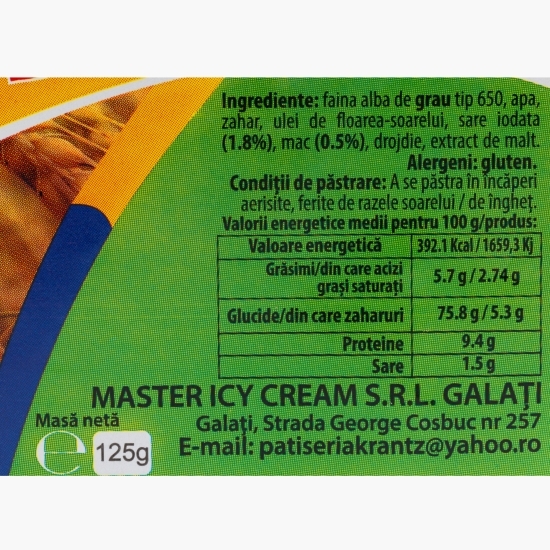 Ingrediente: faina alba de grau tip 650, apa,
zahar, ulei de floarea-soarelui, sare iodata
(1.8%), mac (0.5%), drojdie, extract de malt.
Alergeni: gluten.
Condiții de păstrare: A se păstra în încăperi
aerisite, ferite de razele soarelui / de îngheț.
Valorii energetice medii pentru 100 g/produs:
Valoare energetică 392.1 Kcal / 1659,3 Kj
Grăsimi/din care acizi
grași saturați 5.7 g / 2.74 g
Glucide/din care zaharuri 75.8 g / 5.3 g
Proteine 9.4 g
Sare 1.5 g
MASTER ICY CREAM S.R.L. GALAȚI
Masă netă
Galați, Strada George Cosbuc nr 257
e 125g
E-mail: patiseriakrantz@yahoo.ro